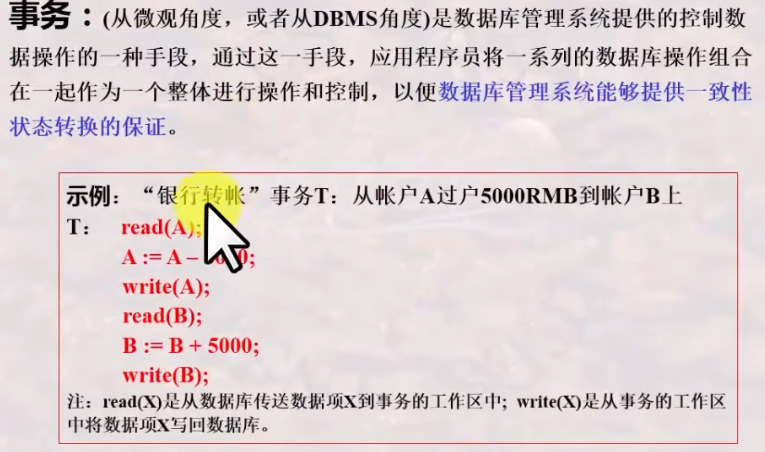 事务：(从微观角度，或者从DBMS角度)是数据库管理系统提供的控制数
据操作的一种手段，通过这一手段，应用程序员将一系列的数据库操作组合
在一起作为一个整体进行操作和控制，以便数据库管理系统能够提供一致性
状态转换的保证。
示例：“银行转帐”事务T：从帐户A过户5000RMB到帐户B上
T： read(A);
A := A – 0;
write(A);
read(B);
B := B + 5000;
write(B);
注：read(X)是从数据库传送数据项X到事务的工作区中; write(X)是从事务的工作区
中将数据项X写回数据库。